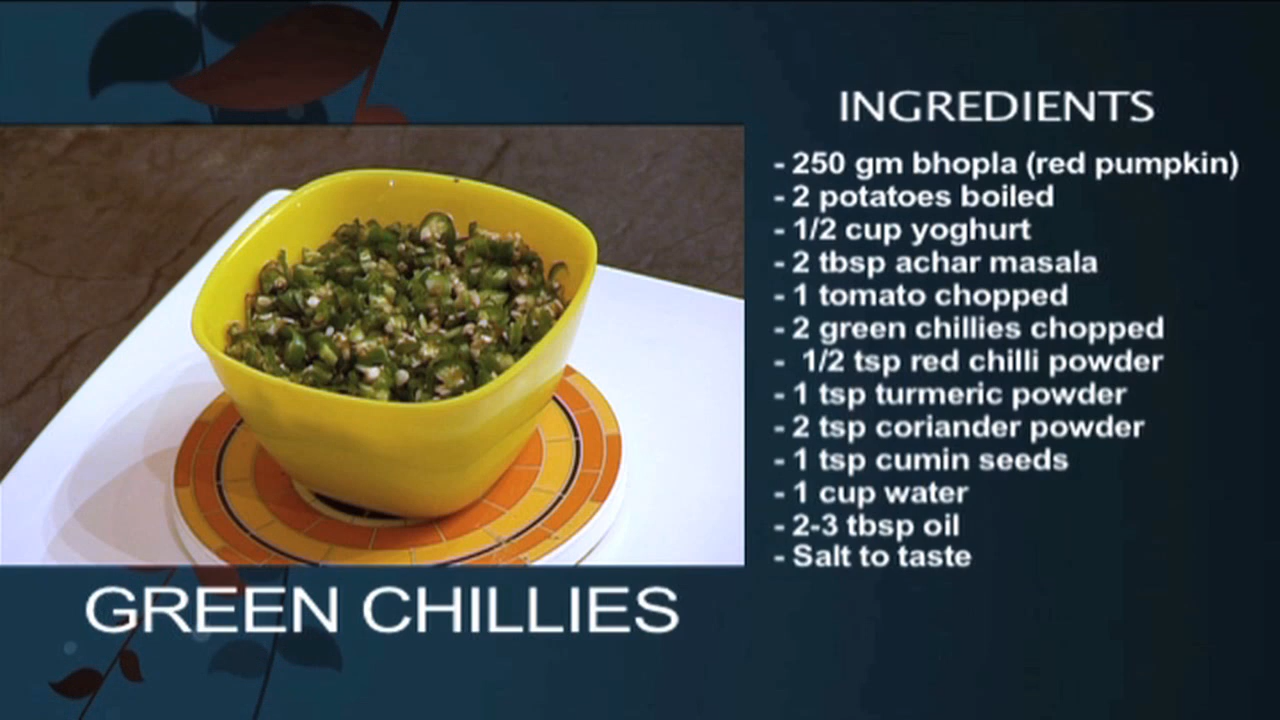 INGREDIENTS
- 250 gm bhopla (red pumpkin)
- 2 potatoes boiled
- 1/2 cup yoghurt
- 2 tbsp achar masala
- 1 tomato chopped
- 2 green chillies chopped
- 1/2 tsp red chilli powder
- 1 tsp turmeric powder
- 2 tsp coriander powder
- 1 tsp cumin seeds
- 1 cup water
- 2-3 tbsp oil
- Salt to taste
GREEN CHILLIES